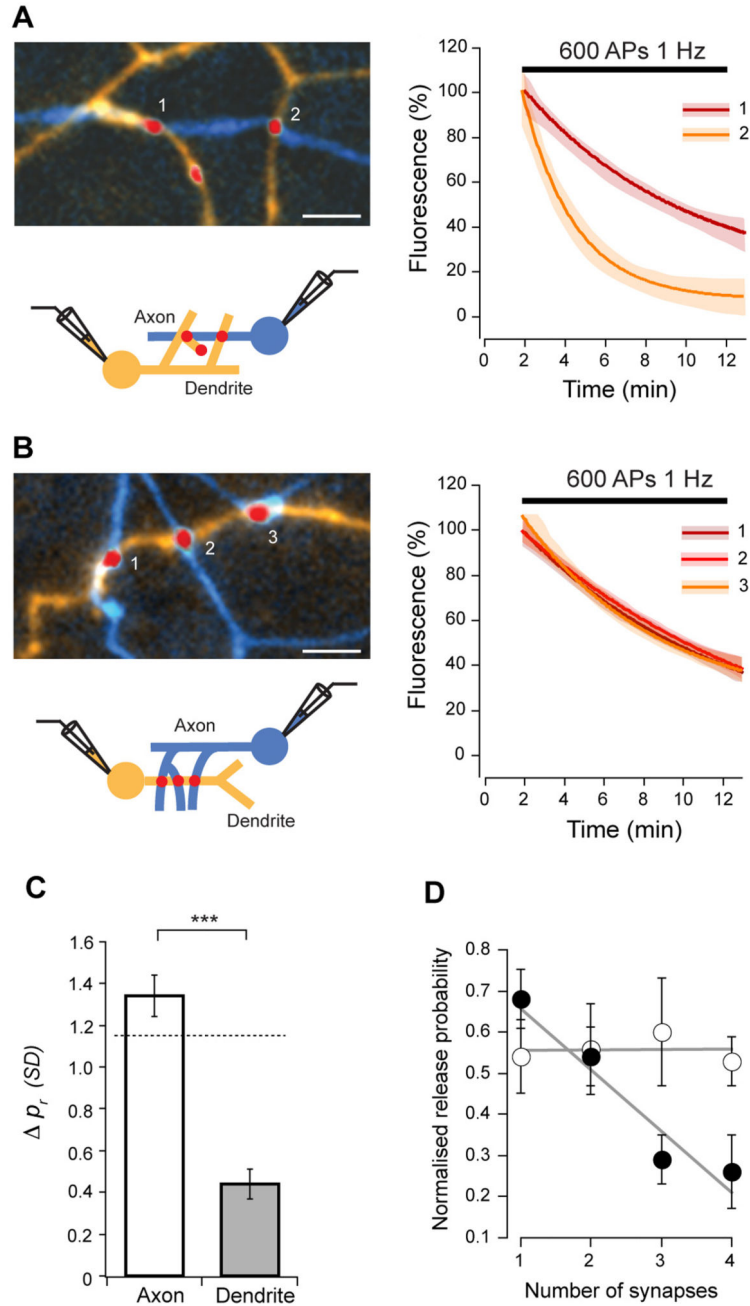 A
1
2
Axon
Dendrite
600 APs 1 Hz
1
2
Fluorescence (%)
120
100
80
60
40
20
0
0 2 4 6 8 10 12
Time (min)
B
1
2
3
Axon
Dendrite
600 APs 1 Hz
1
2
3
Fluorescence (%)
120
100
80
60
40
20
0
0 2 4 6 8 10 12
Time (min)
C
***
Δ pr (SD)
1.6
1.4
1.2
1.0
0.8
0.6
0.4
0.2
0
Axon Dendrite
D
Normalised release probability
0.8
0.7
0.6
0.5
0.4
0.3
0.2
0.1
1 2 3 4
Number of synapses